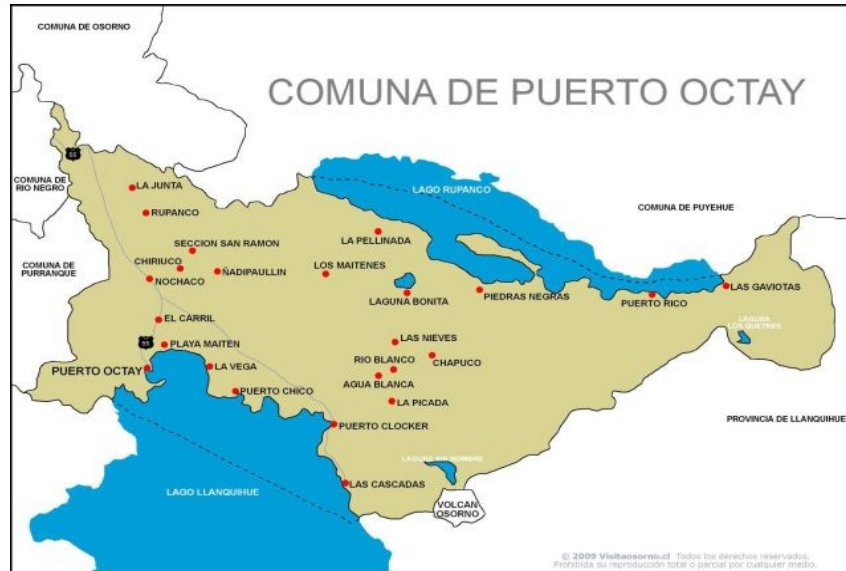 COMUNA DE OSORNO
COMUNA DE PUERTO OCTAY
COMUNA DE
RIO NEGRO
LA JUNTA
LAGO RUPANCO
COMUNA DE PUYEHUE
RUPANCO
LA PELLINADA
SECCION SAN RAMON
COMUNA DE
PURRANQUE
CHIRIUCO
ÑADIPAULLIN
LOS MAITENES
NOCHACO
LAGUNA BONITA
PIEDRAS NEGRAS
PUERTO RICO
LAS GAVIOTAS
EL CARRIL
LAGUNA
LOS QUETRES
PLAYA MAITEN
LAS NIEVES
PUERTO OCTAY
LA VEGA
RIO BLANCO
CHAPUCO
AGUA BLANCA
PUERTO CHICO
LA PICADA
PROVINCIA DE LLANQUIHUE
PUERTO CLOCKER
LAGUNA SIN NOMBRE
LAGO LLANQUIHUE
LAS CASCADAS
VOLCAN
OSORNO
© 2009 Visitaosorno.cl Todos los derechos reservados.
Prohibida su reproducción total o parcial por cualquier medio.